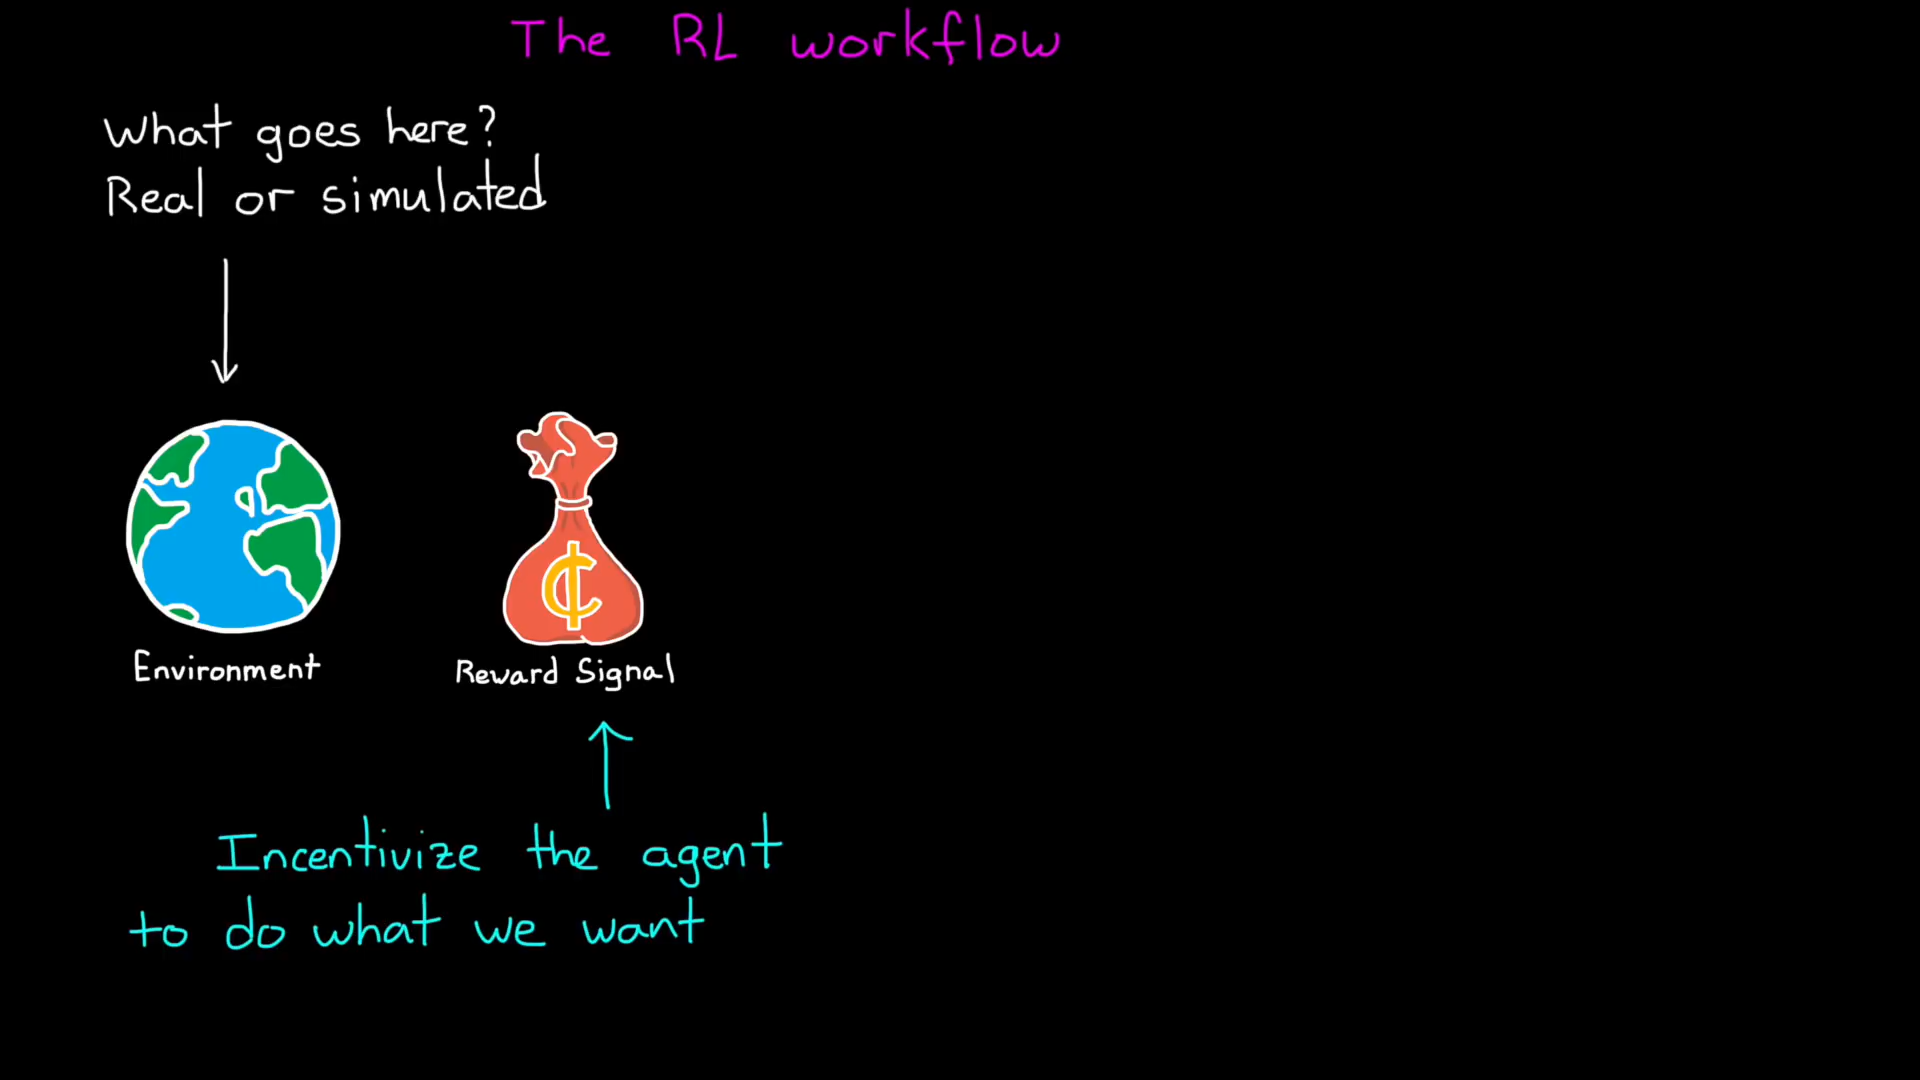 The RL workflow
What goes here?
Real or simulated
₵
Environment
Reward Signal
Incentivize the agent
to do what we want